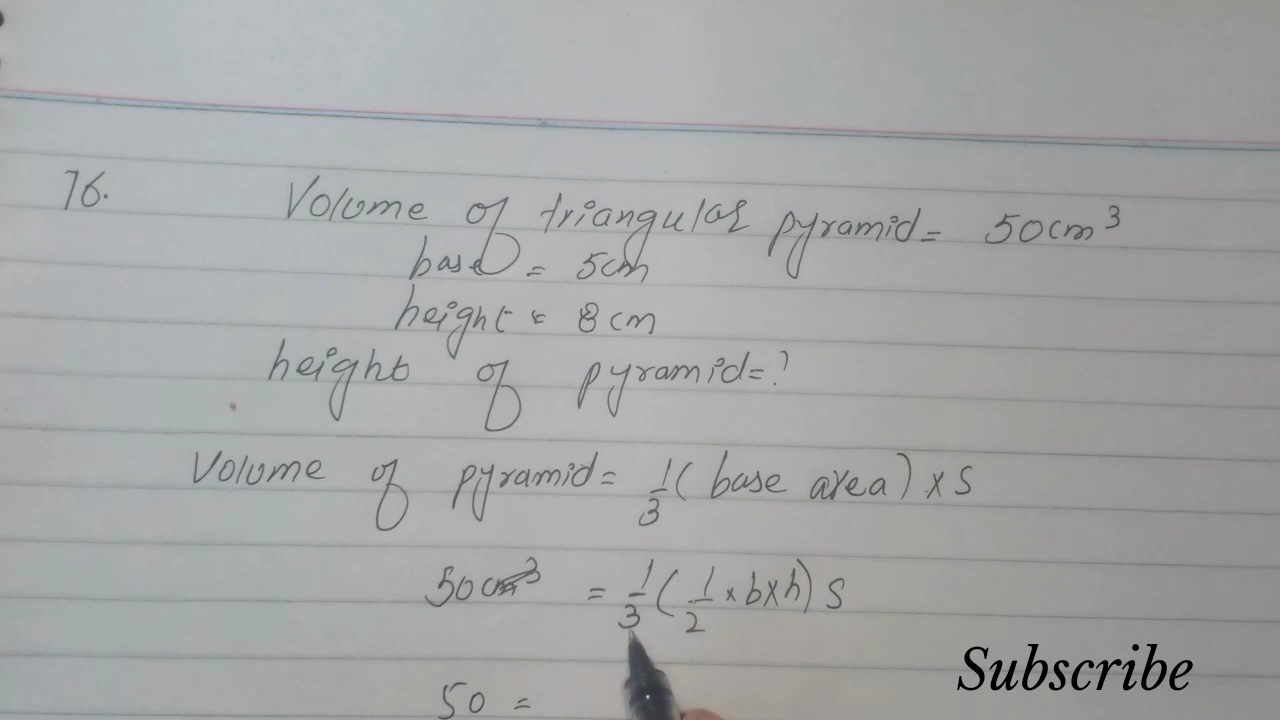 76.
Volume of triangular pyramid = 50cm³
base = 5cm
height = 8cm
height of pyramid = ?
Volume of pyramid = 1/3 (base area) × S
50cm³ = 1/3 (1/2 × b×h) S
50 =
Subscribe